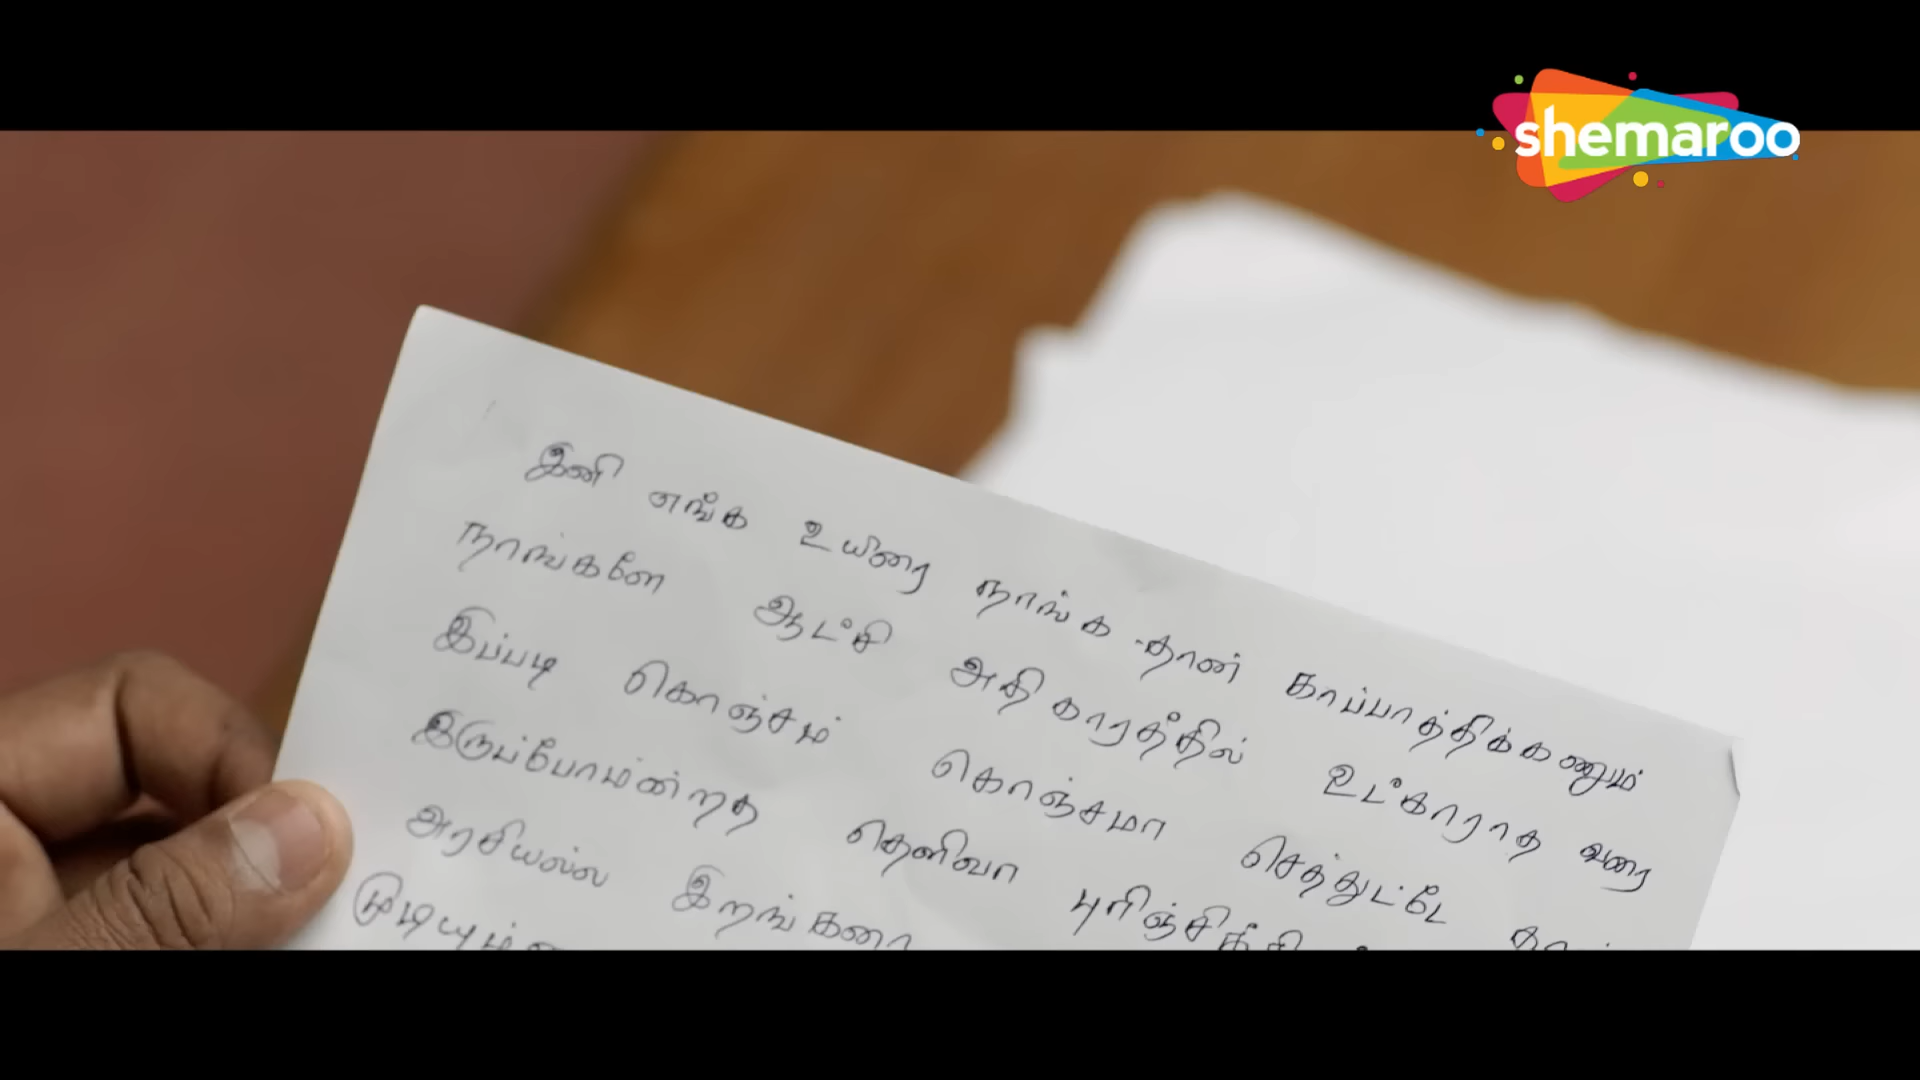 shemaroo
இனி எங்க உயிரை நாங்க தான் காப்பாத்திக்கணும்
நாங்களே ஆட்சி அதிகாரத்தில் உட்காராத வரை
இப்படி கொஞ்சம் கொஞ்சமா செத்துட்டே தான்
இருப்போம்ன்றத தெளிவா புரிஞ்சிக்கி
அரசியல்ல இறங்கனா
முடியும்